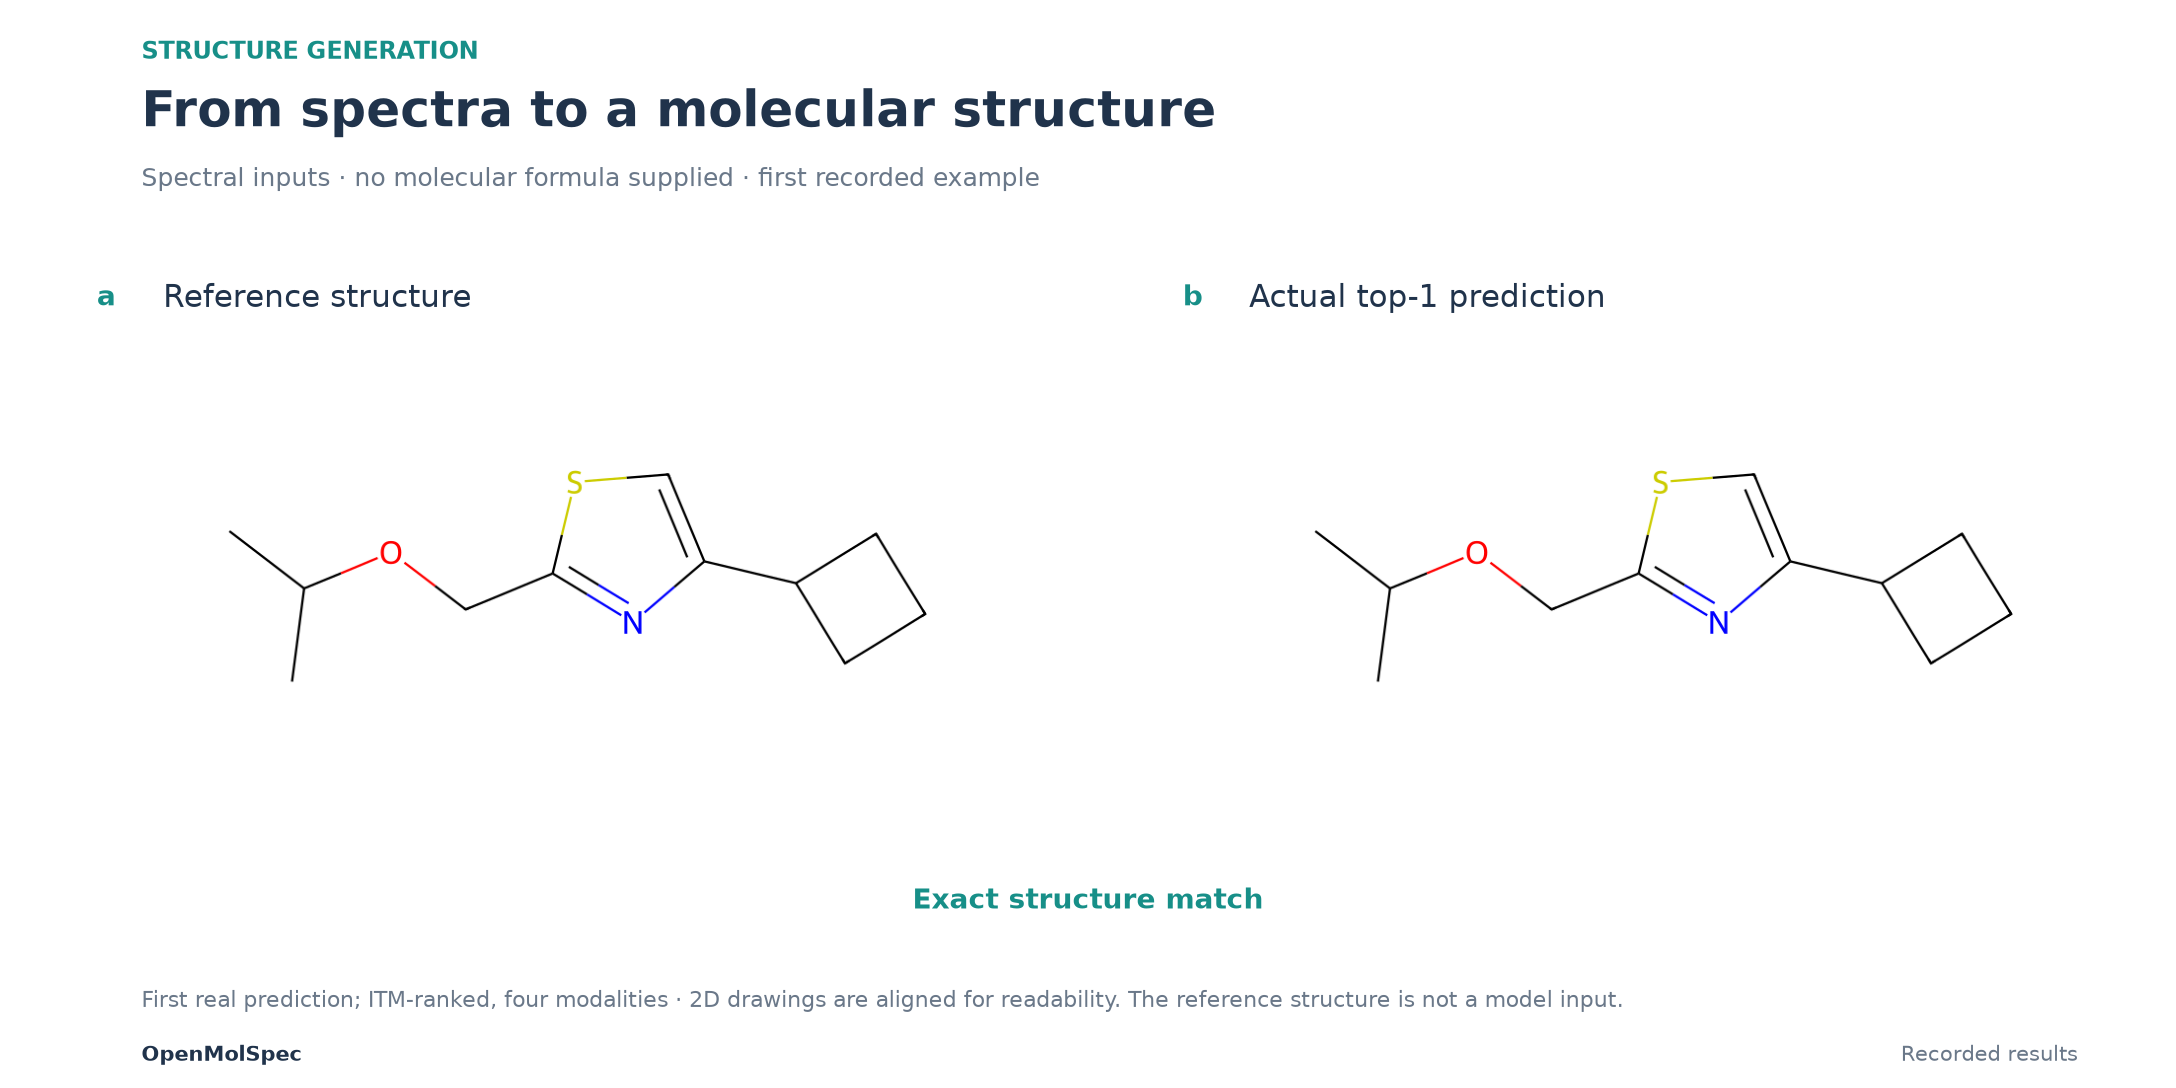 STRUCTURE GENERATION
From spectra to a molecular structure
Spectral inputs · no molecular formula supplied · first recorded example
a Reference structure
b Actual top-1 prediction
S
O
N
S
O
N
Exact structure match
First real prediction; ITM-ranked, four modalities · 2D drawings are aligned for readability. The reference structure is not a model input.
OpenMolSpec
Recorded results